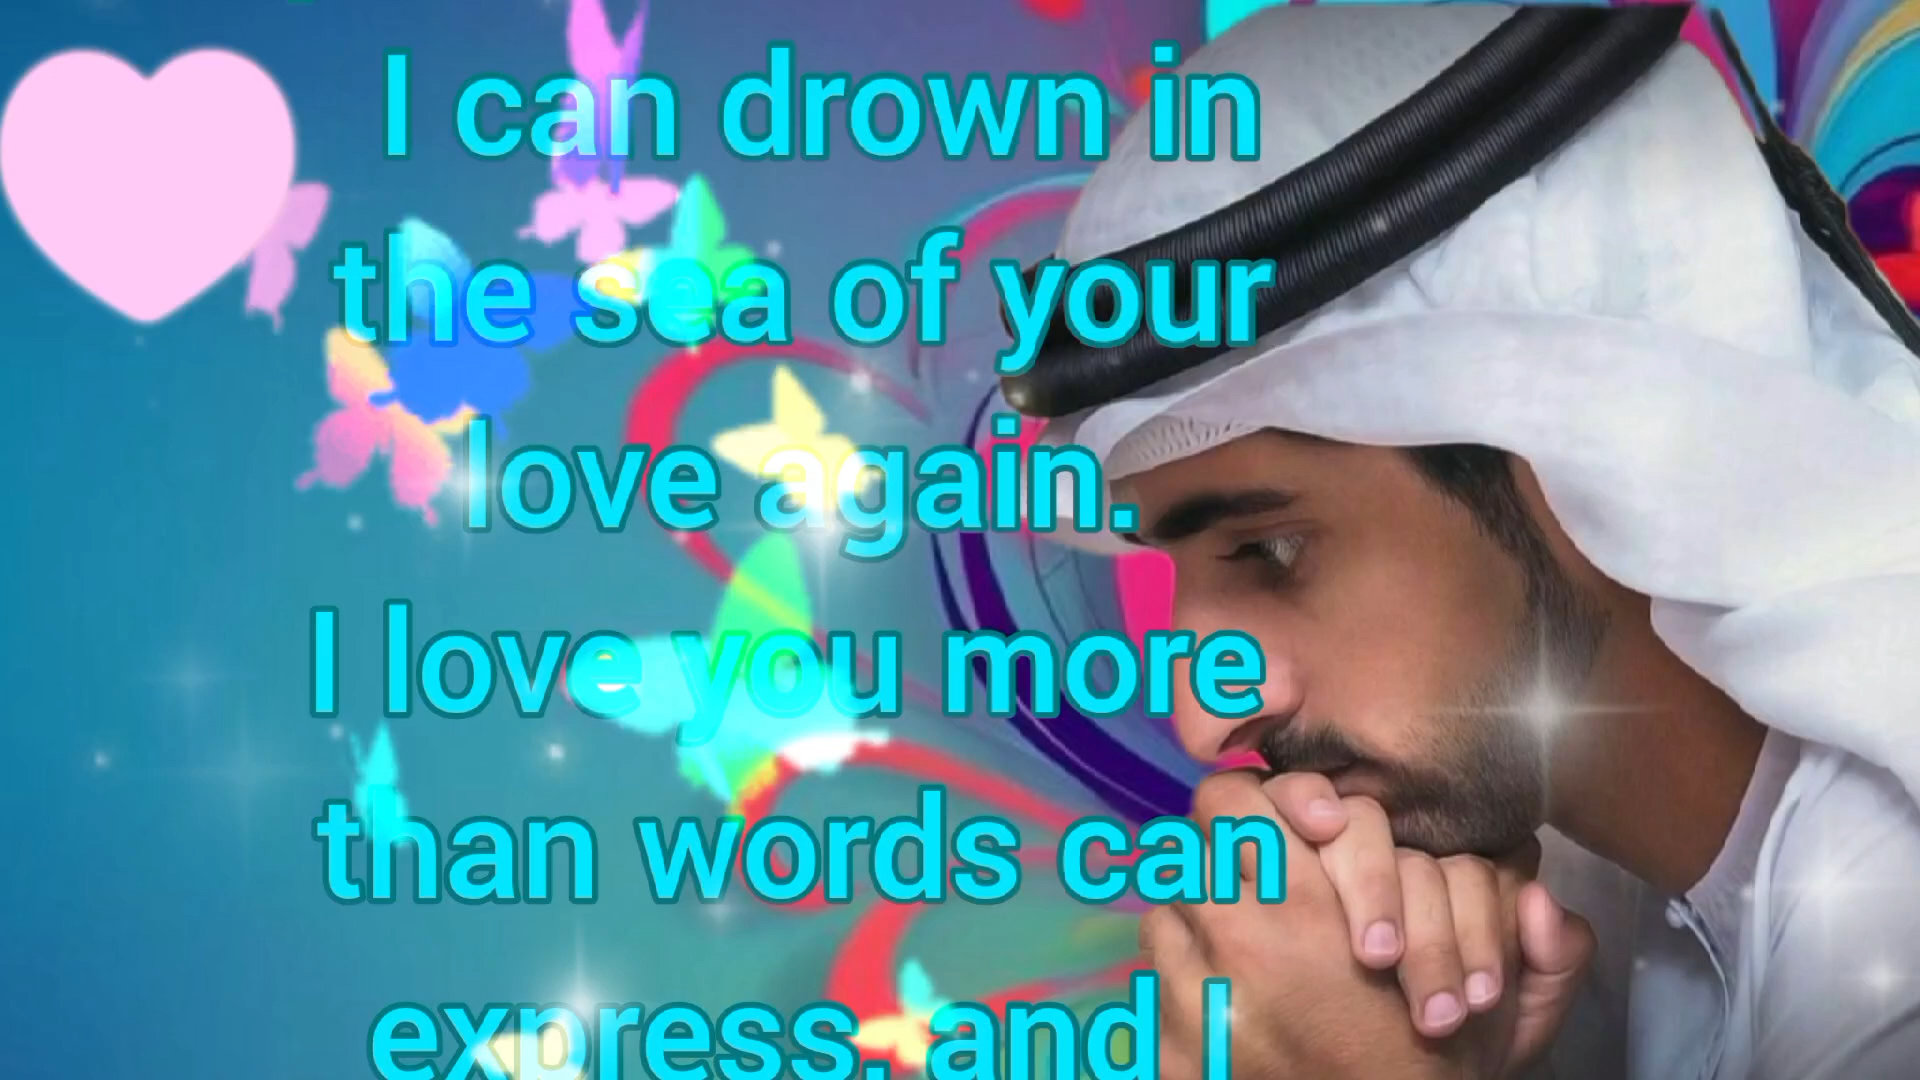 I can drown in
the sea of your
love again.
I love you more
than words can
express, and I